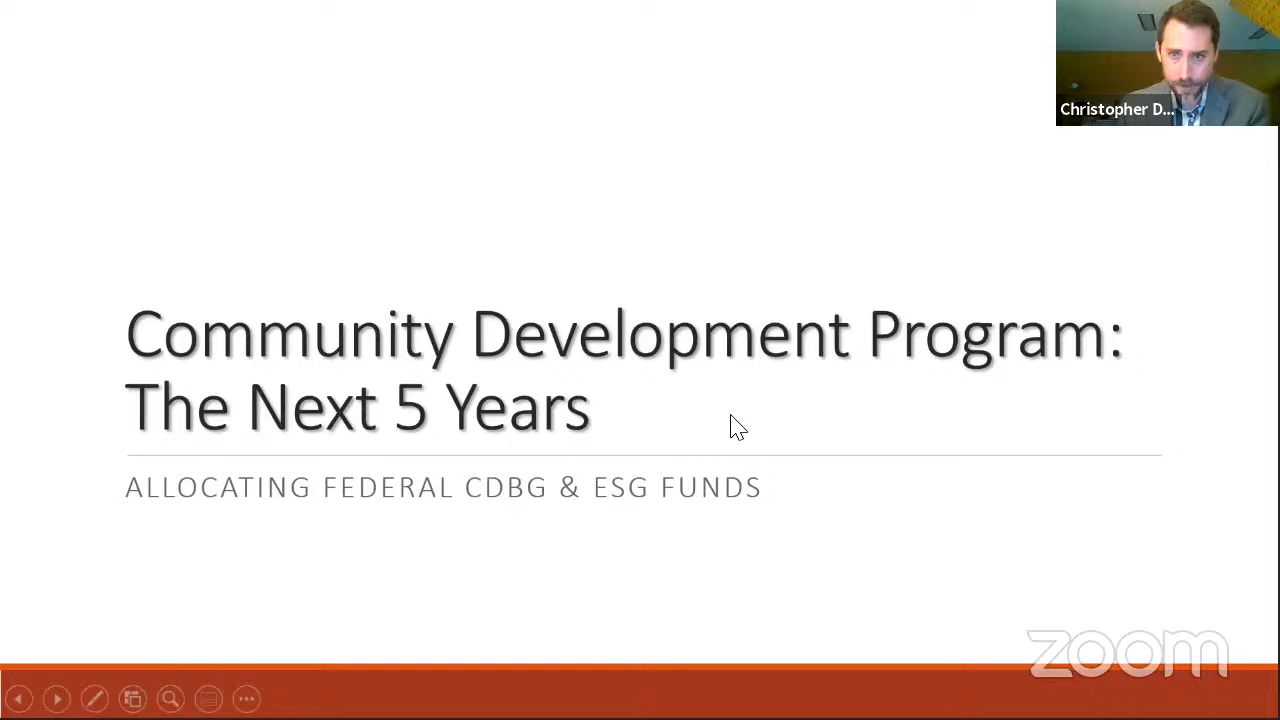 Christopher D...
Community Development Program:
The Next 5 Years
ALLOCATING FEDERAL CDBG & ESG FUNDS
zoom